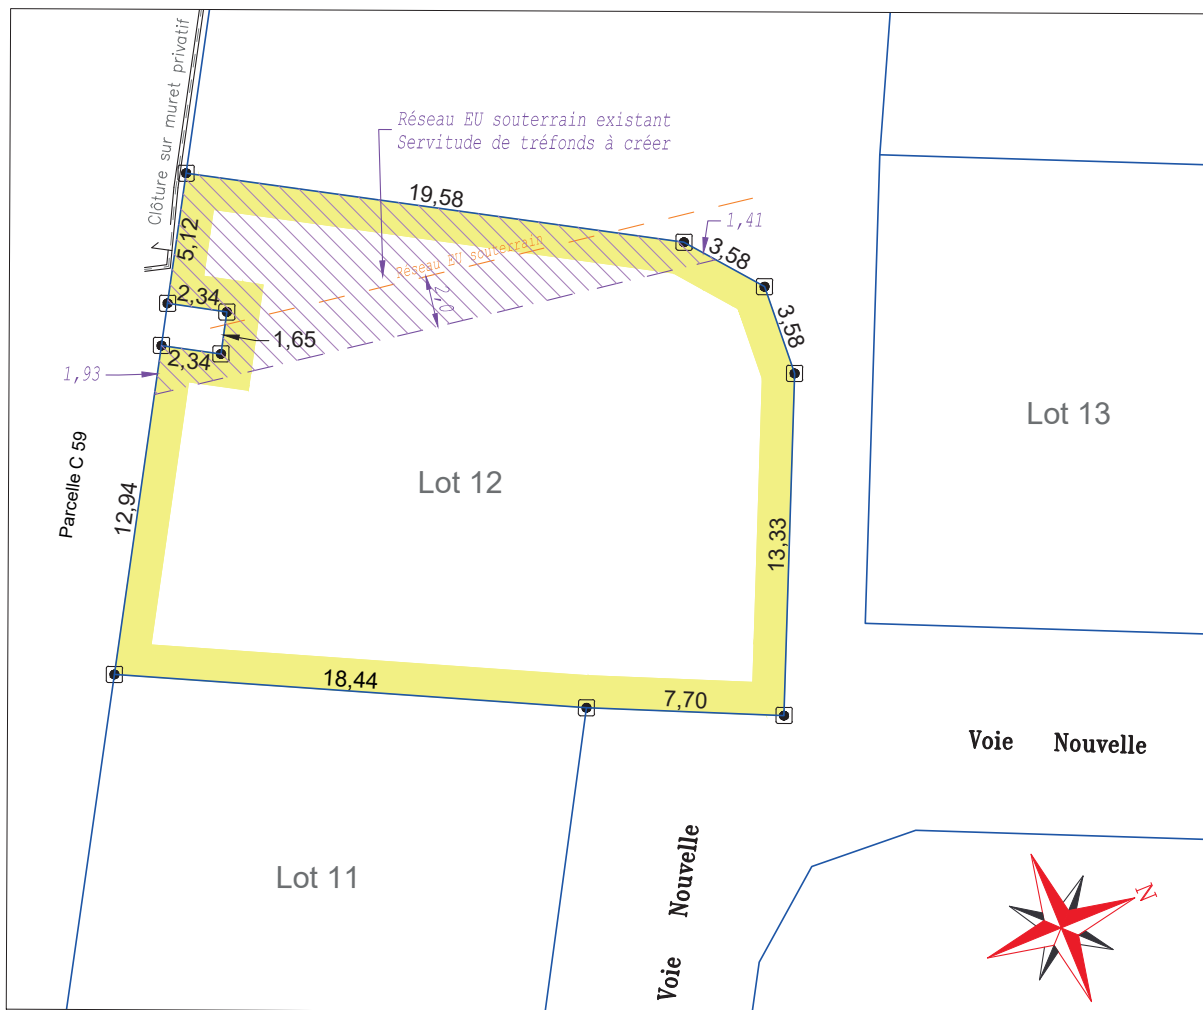 Clôture sur muret privatif
Réseau EU souterrain existant
Servitude de tréfonds à créer
19,58
1,41
3,58
5,12
Réseau EU souterrain
2,34
2,0
3,58
1,65
2,34
1,93
Lot 13
Parcelle C 59
Lot 12
12,94
13,33
18,44
7,70
Voie Nouvelle
Lot 11
Voie Nouvelle
N